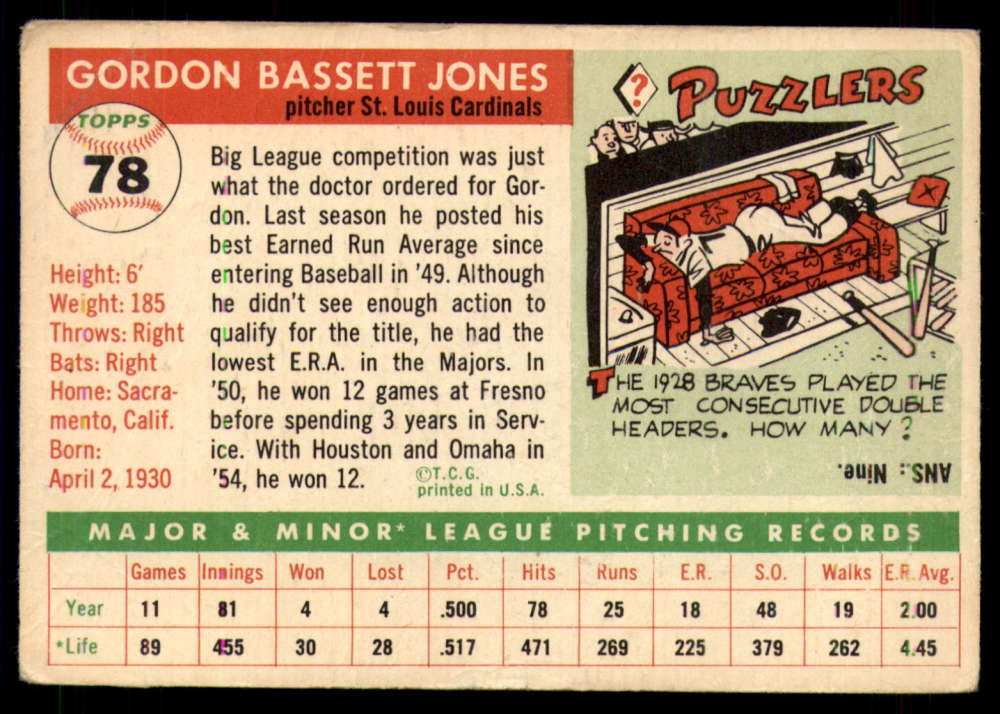 GORDON BASSETT JONES
pitcher St. Louis Cardinals
TOPPS
78
Height: 6'
Weight: 185
Throws: Right
Bats: Right
Home: Sacra-
mento, Calif.
Born:
April 2, 1930
Big League competition was just
what the doctor ordered for Gor-
don. Last season he posted his
best Earned Run Average since
entering Baseball in '49. Although
he didn't see enough action to
qualify for the title, he had the
lowest E.R.A. in the Majors. In
'50, he won 12 games at Fresno
before spending 3 years in Serv-
ice. With Houston and Omaha in
'54, he won 12.
©T.C.G.
printed in U.S.A.
? PUZZLERS
THE 1928 BRAVES PLAYED THE
MOST CONSECUTIVE DOUBLE
HEADERS. HOW MANY?
ANS.: Nine.
MAJOR & MINOR* LEAGUE PITCHING RECORDS
Games Innings Won Lost Pct. Hits Runs E.R. S.O. Walks E.R. Avg.
Year 11 81 4 4 .500 78 25 18 48 19 2.00
*Life 89 455 30 28 .517 471 269 225 379 262 4.45